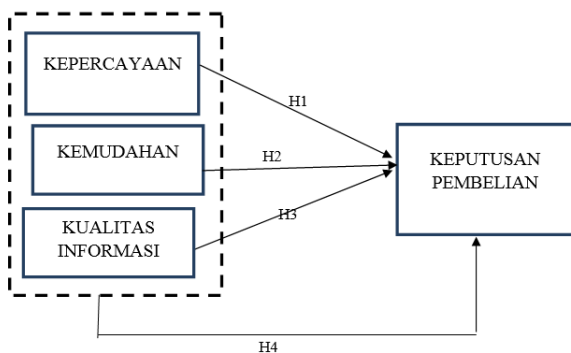 KEPERCAYAAN
H1
KEMUDAHAN
H2
KEPUTUSAN
PEMBELIAN
KUALITAS
INFORMASI
H3
H4